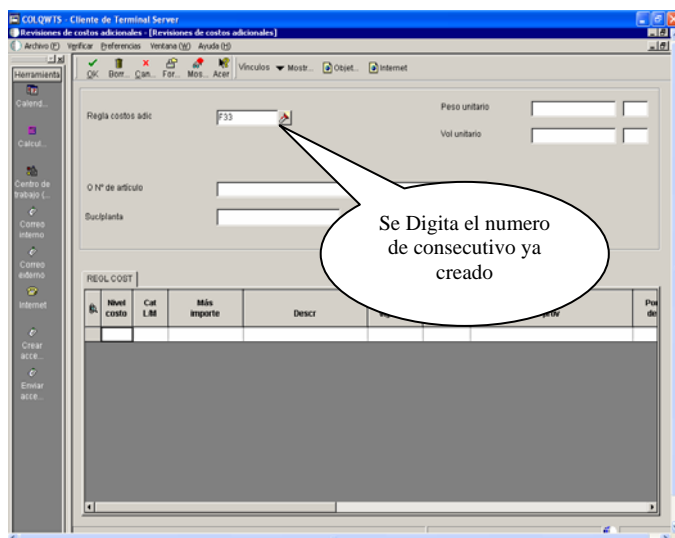 COLQWTS - Cliente de Terminal Server
Revisiones de costos adicionales - [Revisiones de costos adicionales]
Archivo (F) Verificar Preferencias Ventana (W) Ayuda (H)
Herramienta
OK Borr... Can... For... Mos... Acer Vínculos Mostr... Objet... Internet
Calend...
Calcul...
Centro de
trabajo (...
Correo
interno
Correo
externo
Internet
Crear
acce...
Enviar
acce...
Regla costos adic F33
Peso unitario
Vol unitario
O Nº de artículo
Suc/planta
Se Digita el numero
de consecutivo ya
creado
REGL COST
Nivel costo Cat L/M Más importe Descr